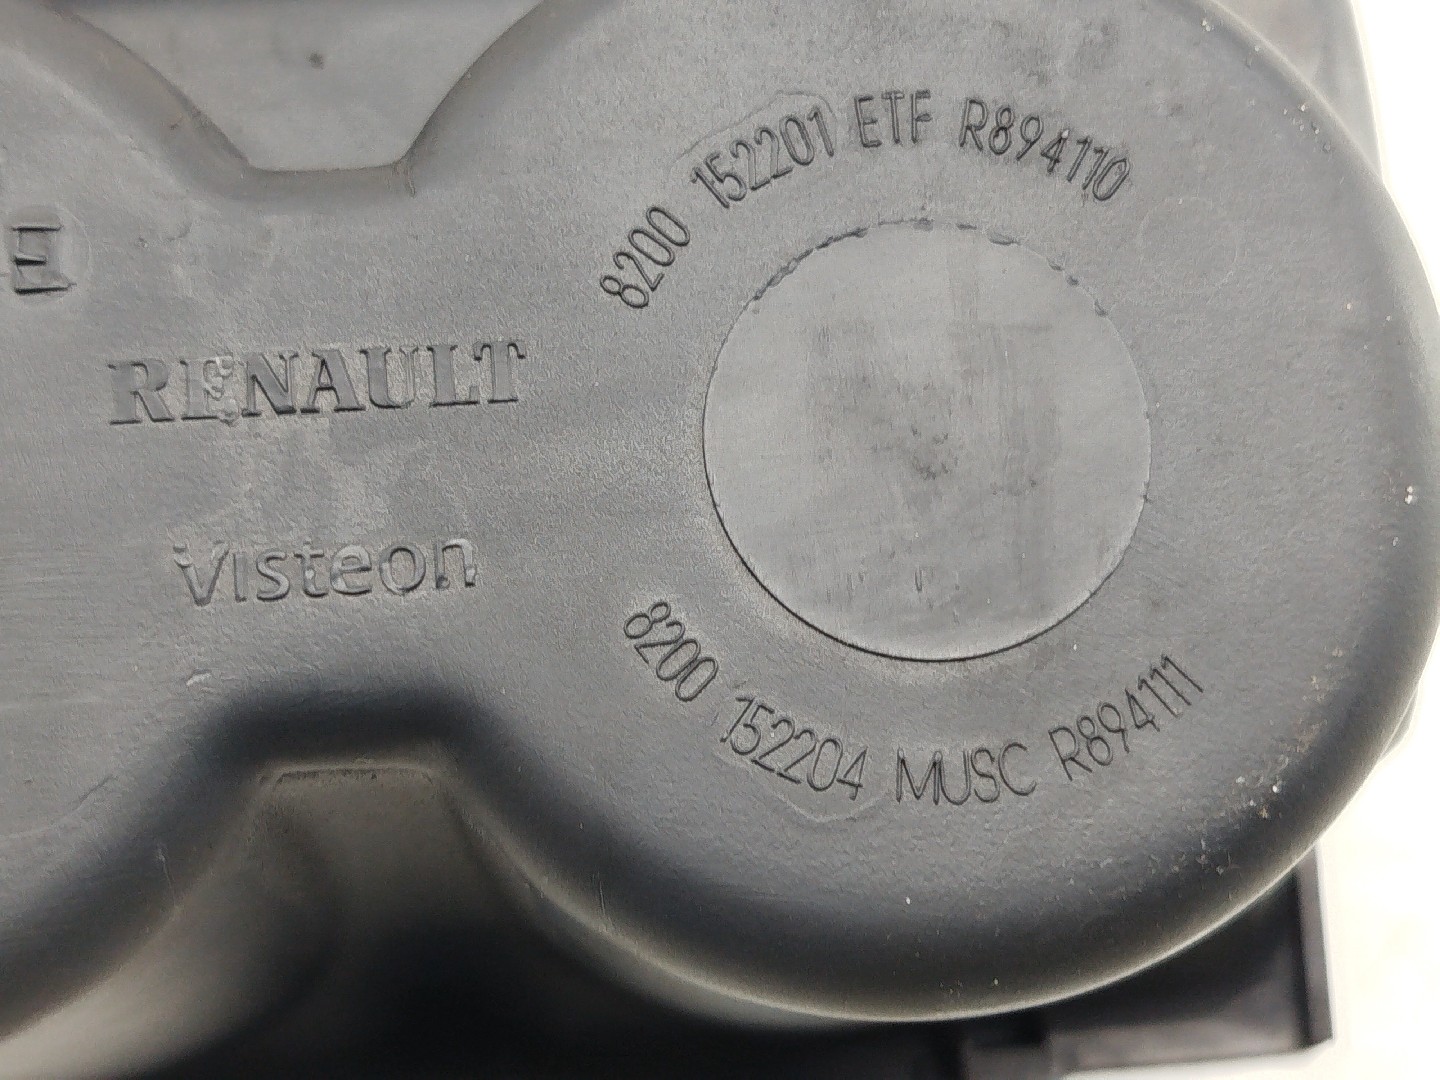 8200 152201 ETF R894110
E
RENAULT
Visteon
8200 152204 MUSC R894111